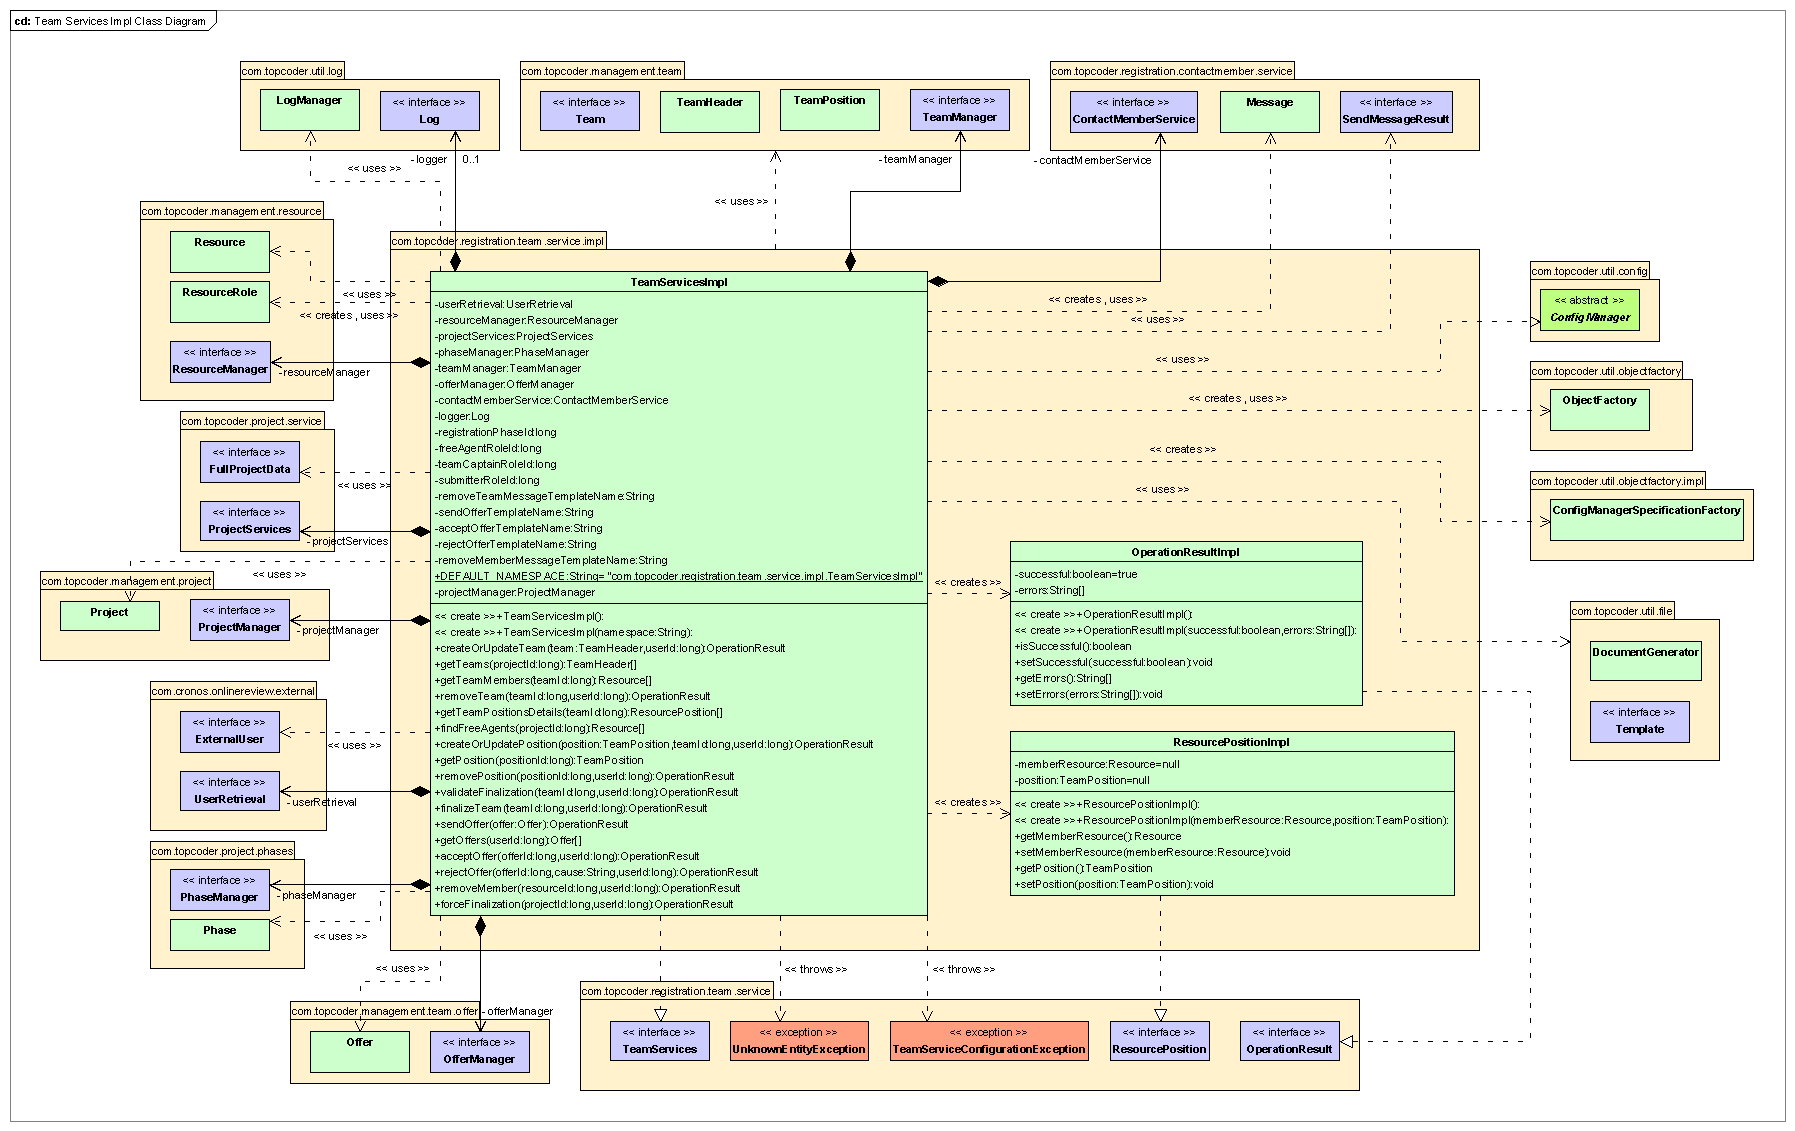 cd: Team Services Impl Class Diagram
com.topcoder.util.log
LogManager
<< interface >>
Log
- logger 0..1
<< uses >>
com.topcoder.management.team
<< interface >>
Team
TeamHeader
TeamPosition
<< interface >>
TeamManager
- teamManager
<< uses >>
com.topcoder.registration.contactmember.service
<< interface >>
ContactMemberService
Message
<< interface >>
SendMessageResult
- contactMemberService
com.topcoder.management.resource
Resource
ResourceRole
<< interface >>
ResourceManager
<< uses >>
<< creates , uses >>
- resourceManager
com.topcoder.project.service
<< interface >>
FullProjectData
<< interface >>
ProjectServices
<< uses >>
- projectServices
com.topcoder.management.project
Project
<< interface >>
ProjectManager
<< uses >>
- projectManager
com.cronos.onlinereview.external
<< interface >>
ExternalUser
<< interface >>
UserRetrieval
<< uses >>
- userRetrieval
com.topcoder.project.phases
<< interface >>
PhaseManager
Phase
- phaseManager
<< uses >>
com.topcoder.registration.team.service.impl
TeamServicesImpl
-userRetrieval:UserRetrieval
-resourceManager:ResourceManager
-projectServices:ProjectServices
-phaseManager:PhaseManager
-teamManager:TeamManager
-offerManager:OfferManager
-contactMemberService:ContactMemberService
-logger:Log
-registrationPhaseId:long
-freeAgentRoleId:long
-teamCaptainRoleId:long
-submitterRoleId:long
-removeTeamMessageTemplateName:String
-sendOfferTemplateName:String
-acceptOfferTemplateName:String
-rejectOfferTemplateName:String
-removeMemberMessageTemplateName:String
+DEFAULT_NAMESPACE:String= "com.topcoder.registration.team.service.impl.TeamServicesImpl"
-projectManager:ProjectManager
<< create >>+TeamServicesImpl():
<< create >>+TeamServicesImpl(namespace:String):
+createOrUpdateTeam(team:TeamHeader,userId:long):OperationResult
+getTeams(projectId:long):TeamHeader[]
+getTeamMembers(teamId:long):Resource[]
+removeTeam(teamId:long,userId:long):OperationResult
+getTeamPositionsDetails(teamId:long):ResourcePosition[]
+findFreeAgents(projectId:long):Resource[]
+createOrUpdatePosition(position:TeamPosition,teamId:long,userId:long):OperationResult
+getPosition(positionId:long):TeamPosition
+removePosition(positionId:long,userId:long):OperationResult
+validateFinalization(teamId:long,userId:long):OperationResult
+finalizeTeam(teamId:long,userId:long):OperationResult
+sendOffer(offer:Offer):OperationResult
+getOffers(userId:long):Offer[]
+acceptOffer(offerId:long,userId:long):OperationResult
+rejectOffer(offerId:long,cause:String,userId:long):OperationResult
+removeMember(resourceId:long,userId:long):OperationResult
+forceFinalization(projectId:long,userId:long):OperationResult
<< creates , uses >>
<< uses >>
<< uses >>
<< creates , uses >>
<< creates >>
<< uses >>
<< creates >>
OperationResultImpl
-successful:boolean=true
-errors:String[]
<< create >>+OperationResultImpl():
<< create >>+OperationResultImpl(successful:boolean,errors:String[]):
+isSuccessful():boolean
+setSuccessful(successful:boolean):void
+getErrors():String[]
+setErrors(errors:String[]):void
<< creates >>
ResourcePositionImpl
-memberResource:Resource=null
-position:TeamPosition=null
<< create >>+ResourcePositionImpl():
<< create >>+ResourcePositionImpl(memberResource:Resource,position:TeamPosition):
+getMemberResource():Resource
+setMemberResource(memberResource:Resource):void
+getPosition():TeamPosition
+setPosition(position:TeamPosition):void
com.topcoder.util.config
<< abstract >>
ConfigManager
com.topcoder.util.objectfactory
ObjectFactory
com.topcoder.util.objectfactory.impl
ConfigManagerSpecificationFactory
com.topcoder.util.file
DocumentGenerator
<< interface >>
Template
<< uses >>
com.topcoder.management.team.offer
- offerManager
Offer
<< interface >>
OfferManager
<< throws >>
<< throws >>
com.topcoder.registration.team.service
<< interface >>
TeamServices
<< exception >>
UnknownEntityException
<< exception >>
TeamServiceConfigurationException
<< interface >>
ResourcePosition
<< interface >>
OperationResult